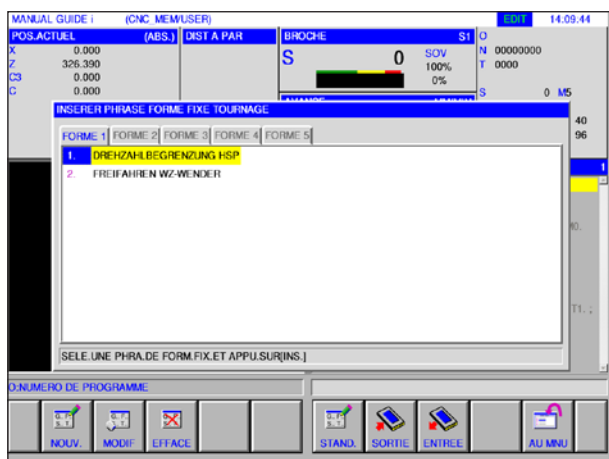 MANUAL GUIDE i (CNC_MEM/USER) EDIT 14:09:44
POS.ACTUEL (ABS.) DIST A PAR BROCHE S1 O
X 0.000 N 00000000
Z 326.390 S 0 SOV T 0000
C3 0.000 100%
C 0.000 0%
S 0 M5
INSERER PHRASE FORME FIXE TOURNAGE
40
FORME 1 FORME 2 FORME 3 FORME 4 FORME 5
96
1. DREHZAHLBEGRENZUNG HSP
1
2. FREIFAHREN WZ-WENDER
T1. ;
SELE.UNE PHRA.DE FORM.FIX.ET APPU.SUR[INS.]
O:NUMERO DE PROGRAMME
NOUV. MODIF EFFACE STAND. SORTIE ENTREE AU MNU